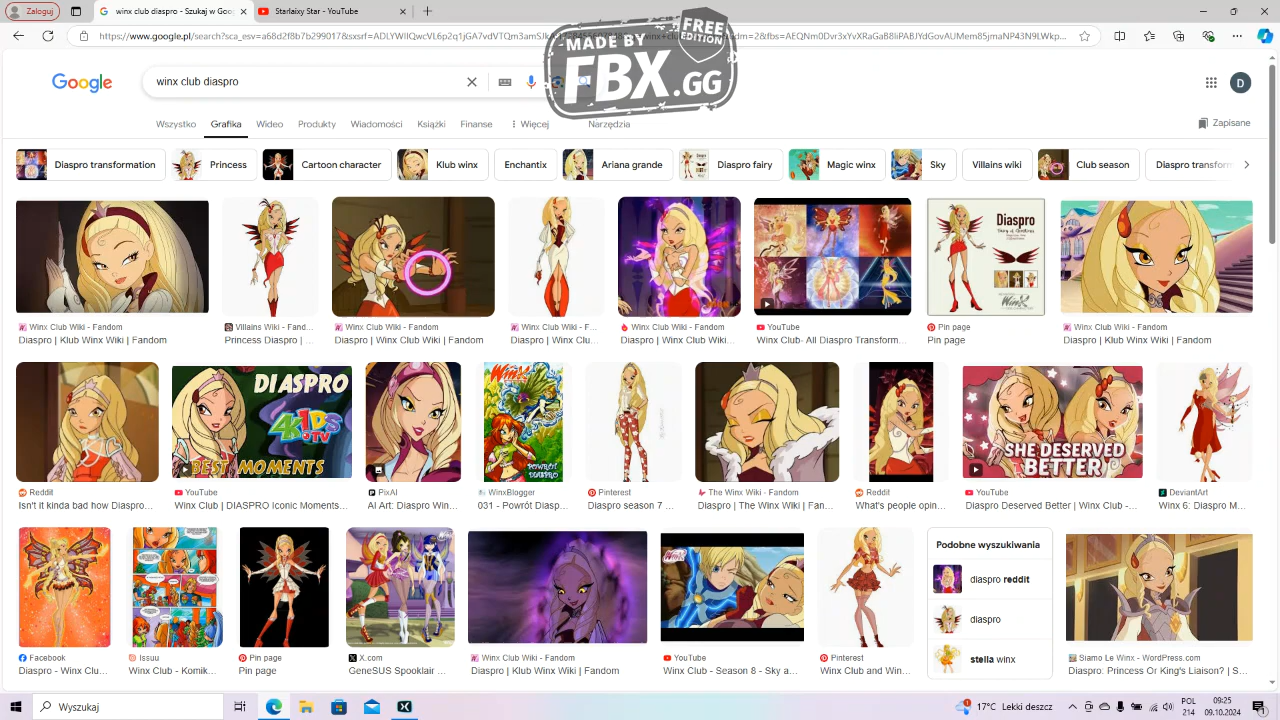 Zaloguj
winx club diaspro - Szukaj w Goo
Starlaixy Star - YouTube
MADE BY
FREE
EDITION
FBX.GG
Google
winx club diaspro
D
Wszystko
Grafika
Wideo
Produkty
Wiadomości
Książki
Finanse
Więcej
Narzędzia
Zapisane
Diaspro transformation
Princess
Cartoon character
Klub winx
Enchantix
Ariana grande
Diaspro fairy
Magic winx
Sky
Villains wiki
Club season
Diaspro transform
Diaspro
Winx Club Wiki - Fandom
Diaspro | Klub Winx Wiki | Fandom
Villains Wiki - Fand...
Princess Diaspro | ...
Winx Club Wiki - Fandom
Diaspro | Winx Club Wiki | Fandom
Winx Club Wiki - F...
Diaspro | Winx Clu...
Winx Club Wiki - Fandom
Diaspro | Winx Club Wiki...
YouTube
Winx Club- All Diaspro Transform...
Pin page
Pin page
Winx Club Wiki - Fandom
Diaspro | Klub Winx Wiki | Fandom
DIASPRO
4KIDS.TV
BEST MOMENTS
WINX
POWRÓT
DIASPRO
SHE DESERVED
BETTER
Reddit
Isn't it kinda bad how Diaspro...
YouTube
Winx Club | DIASPRO Iconic Moments...
PixAI
AI Art: Diaspro Win...
WinxBlogger
1 - Powrót Diasp...
Pinterest
Diaspro season 7 ...
The Winx Wiki - Fandom
Diaspro | The Winx Wiki | Fan...
Reddit
What's people opin...
YouTube
Diaspro Deserved Better | Winx Club -...
DeviantArt
Winx 6: Diaspro M...
Facebook
Diaspro - Winx Clu...
Issuu
Winx Club - Komik...
Pin page
Pin page
X.com
GenCSUS Spooklair ...
Winx Club Wiki - Fandom
Diaspro | Klub Winx Wiki | Fandom
YouTube
Winx Club - Season 8 - Sky a...
Pinterest
Winx Club and Win...
Podobne wyszukiwania
diaspro reddit
diaspro
stella winx
Siamo Le Winx - WordPress.com
Diaspro: Princess Or King's Liaison? | S...
Wyszukaj
17°C Lekki deszcz
POL
214
09:25
09.10.2024